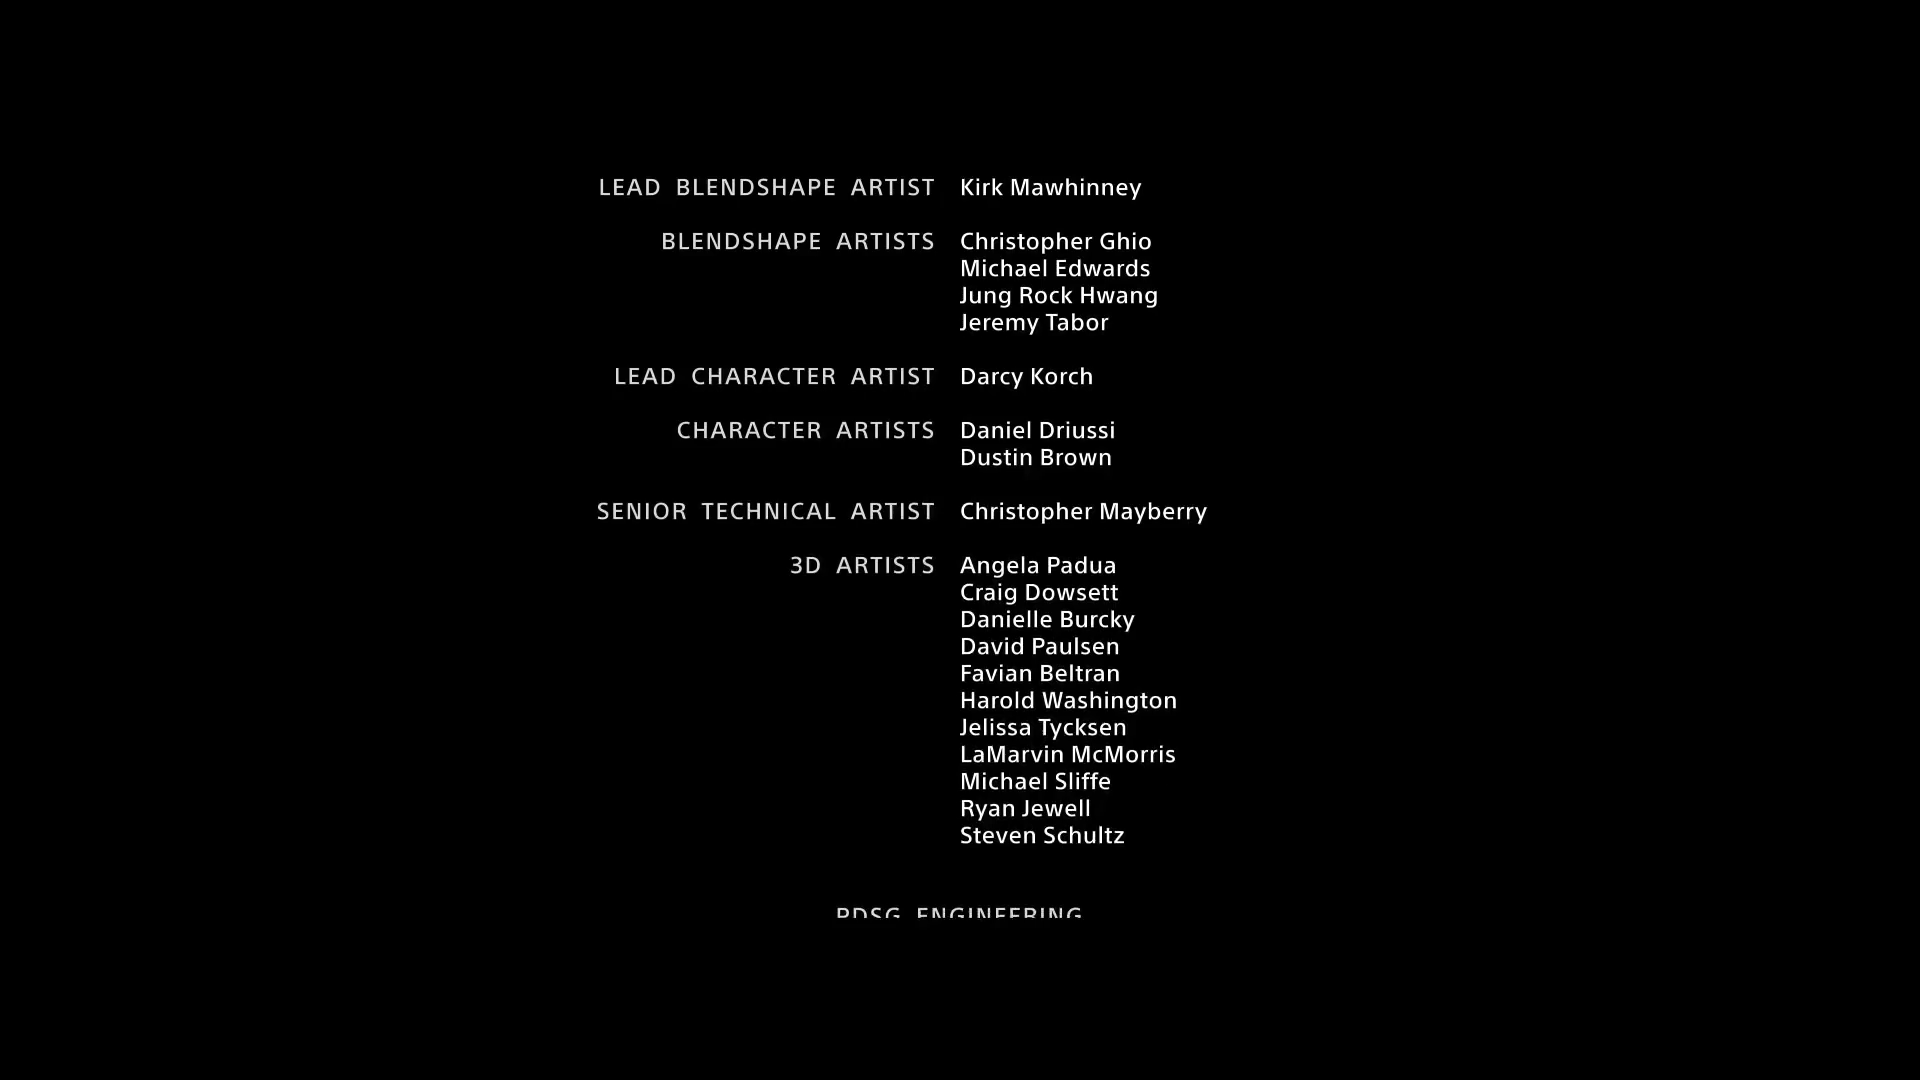 LEAD BLENDSHAPE ARTIST Kirk Mawhinney
BLENDSHAPE ARTISTS Christopher Ghio
Michael Edwards
Jung Rock Hwang
Jeremy Tabor
LEAD CHARACTER ARTIST Darcy Korch
CHARACTER ARTISTS Daniel Driussi
Dustin Brown
SENIOR TECHNICAL ARTIST Christopher Mayberry
3D ARTISTS Angela Padua
Craig Dowsett
Danielle Burcky
David Paulsen
Favian Beltran
Harold Washington
Jelissa Tycksen
LaMarvin McMorris
Michael Sliffe
Ryan Jewell
Steven Schultz
PDSG ENGINEERING